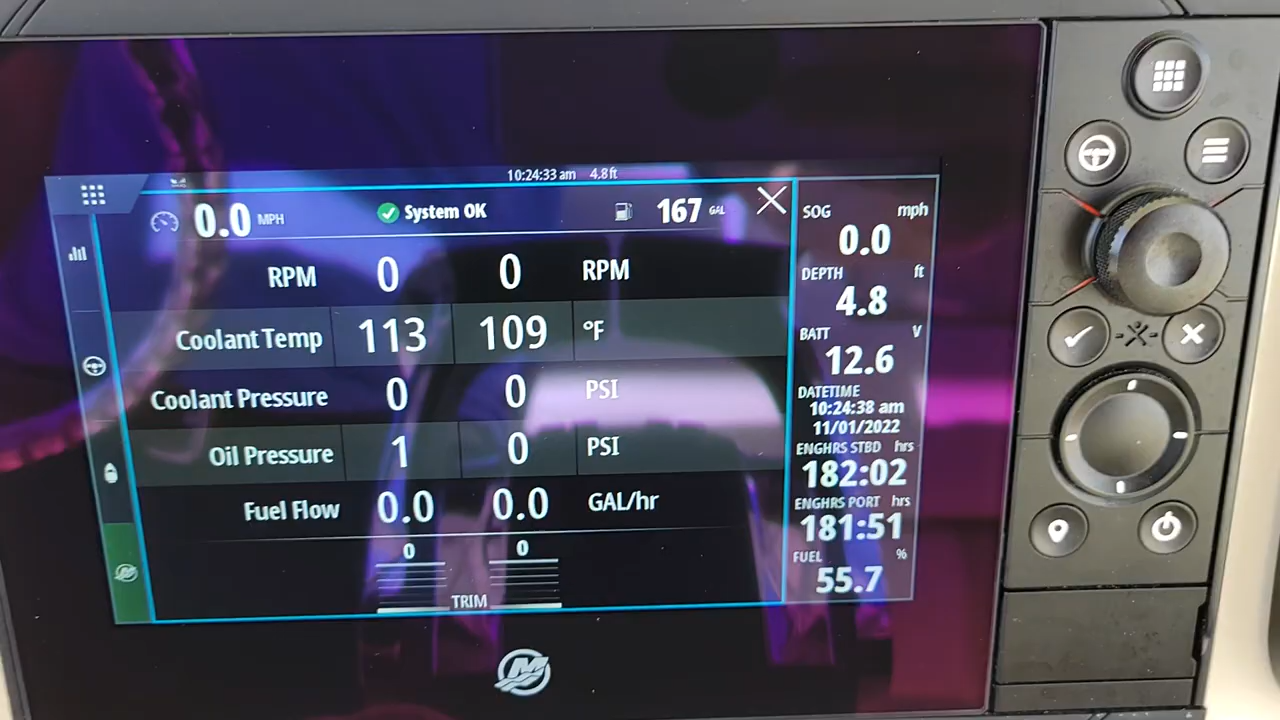 10:24:33 am 4.8 ft
0.0 MPH System OK 167 GAL
RPM 0 0 RPM
Coolant Temp 113 109 °F
Coolant Pressure 0 0 PSI
Oil Pressure 1 0 PSI
Fuel Flow 0.0 0.0 GAL/hr
0 0
TRIM
SOG mph
0.0
DEPTH ft
4.8
BATT V
12.6
DATETIME
10:24:38 am
11/01/2022
ENGHRS STBD hrs
182:02
ENGHRS PORT hrs
181:51
FUEL %
55.7